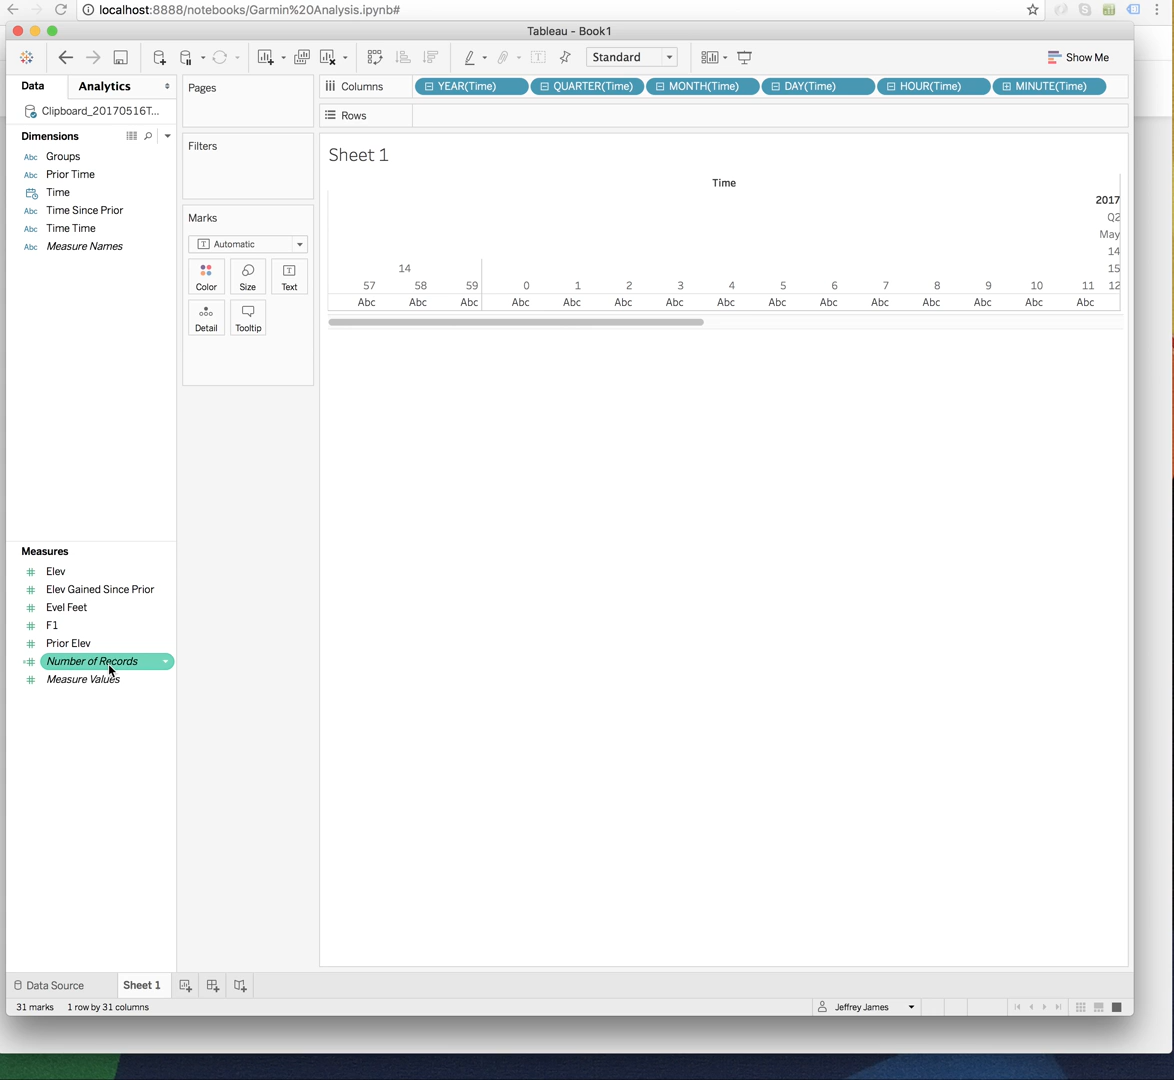 localhost:8888/notebooks/Garmin%20Analysis.ipynb#
Tableau - Book1
Standard
Show Me
Data
Analytics
Clipboard_20170516T...
Dimensions
Abc Groups
Abc Prior Time
Time
Abc Time Since Prior
Abc Time Time
Abc Measure Names
Measures
Elev
Elev Gained Since Prior
Evel Feet
F1
Prior Elev
Number of Records
Measure Values
Pages
Filters
Marks
Automatic
Color Size Text
Detail Tooltip
Columns YEAR(Time) QUARTER(Time) MONTH(Time) DAY(Time) HOUR(Time) MINUTE(Time)
Rows
Sheet 1
Time
2017
Q2
May
14
14 15
57 58 59 0 1 2 3 4 5 6 7 8 9 10 11 12
Abc Abc Abc Abc Abc Abc Abc Abc Abc Abc Abc Abc Abc Abc Abc
Data Source Sheet 1
31 marks 1 row by 31 columns
Jeffrey James